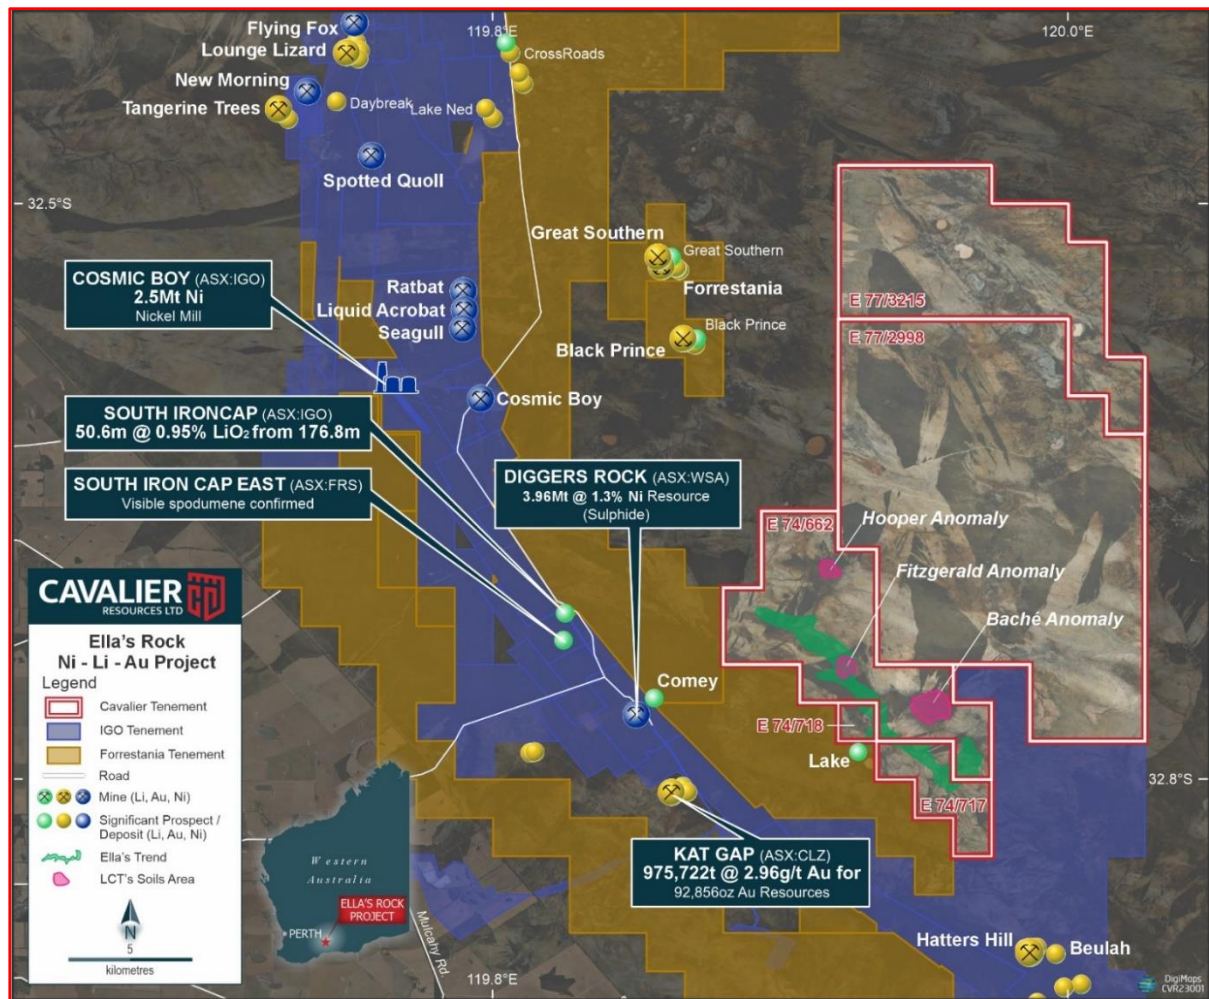 Flying Fox
119.8°E
120.0°E
Lounge Lizard
CrossRoads
New Morning
Tangerine Trees
Daybreak
Lake Ned
Spotted Quoll
32.5°S
Great Southern
Great Southern
Forrestania
COSMIC BOY (ASX:IGO)
2.5Mt Ni
Nickel Mill
Ratbat
Liquid Acrobat
Seagull
E 77/3215
E 77/2998
Black Prince
Black Prince
Cosmic Boy
SOUTH IRONCAP (ASX:IGO)
50.6m @ 0.95% LiO₂ from 176.8m
SOUTH IRON CAP EAST (ASX:FRS)
Visible spodumene confirmed
DIGGERS ROCK (ASX:WSA)
3.96Mt @ 1.3% Ni Resource
(Sulphide)
E 74/662
Hooper Anomaly
Fitzgerald Anomaly
Baché Anomaly
CAVALIER
RESOURCES LTD
Ella's Rock
Ni - Li - Au Project
Legend
Cavalier Tenement
IGO Tenement
Forrestania Tenement
Road
Mine (Li, Au, Ni)
Significant Prospect /
Deposit (Li, Au, Ni)
Ella's Trend
LCT's Soils Area
N
5
kilometres
Western
Australia
ELLA'S ROCK
PROJECT
PERTH
Mulcahy Rd.
Comey
E 74/718
Lake
32.8°S
E 74/717
KAT GAP (ASX:CLZ)
975,722t @ 2.96g/t Au for
92,856oz Au Resources
Hatters Hill
Beulah
119.8°E
DigiMaps
CVR23001